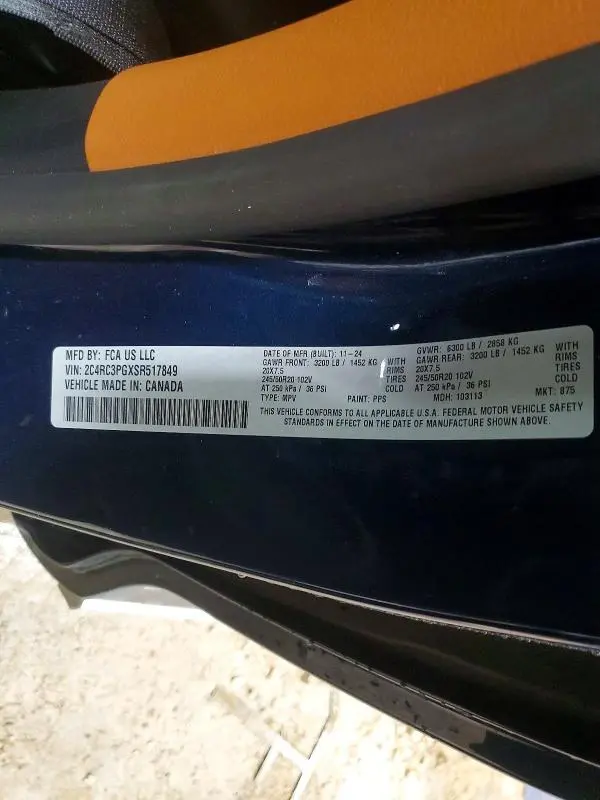 MFD BY: FCA US LLC
VIN: 2C4RC3PGXSR517849
VEHICLE MADE IN: CANADA
DATE OF MFR (BUILT): 11-24
GAWR FRONT: 3200 LB / 1452 KG WITH
20X7.5 RIMS
245/50R20 102V TIRES
AT 250 kPa / 36 PSI COLD
TYPE: MPV PAINT: PPS
GVWR: 6300 LB / 2858 KG
GAWR REAR: 3200 LB / 1452 KG WITH
20X7.5 RIMS
245/50R20 102V TIRES
AT 250 kPa / 36 PSI COLD
MDH: 103113 MKT: 875
THIS VEHICLE CONFORMS TO ALL APPLICABLE U.S.A. FEDERAL MOTOR VEHICLE SAFETY
STANDARDS IN EFFECT ON THE DATE OF MANUFACTURE SHOWN ABOVE.